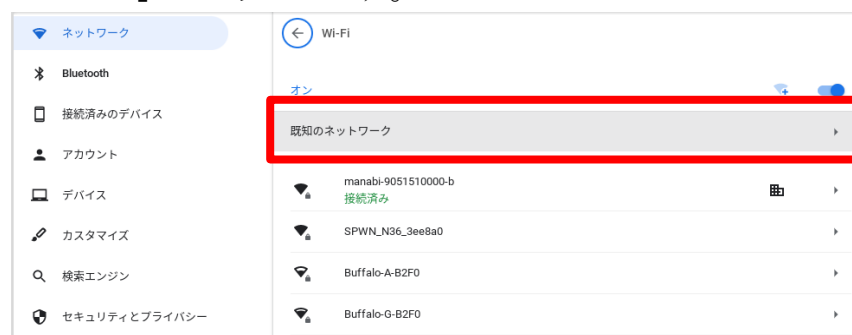 ネットワーク
Bluetooth
接続済みのデバイス
アカウント
デバイス
カスタマイズ
検索エンジン
セキュリティとプライバシー
Wi-Fi
オン
既知のネットワーク
manabi-9051510000-b
接続済み
SPWN_N36_3ee8a0
Buffalo-A-B2F0
Buffalo-G-B2F0